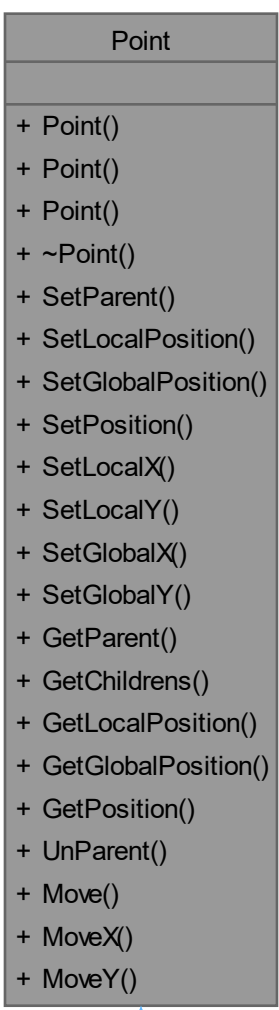 Point
+ Point()
+ Point()
+ Point()
+ ~Point()
+ SetParent()
+ SetLocalPosition()
+ SetGlobalPosition()
+ SetPosition()
+ SetLocalX()
+ SetLocalY()
+ SetGlobalX()
+ SetGlobalY()
+ GetParent()
+ GetChildrens()
+ GetLocalPosition()
+ GetGlobalPosition()
+ GetPosition()
+ UnParent()
+ Move()
+ MoveX()
+ MoveY()